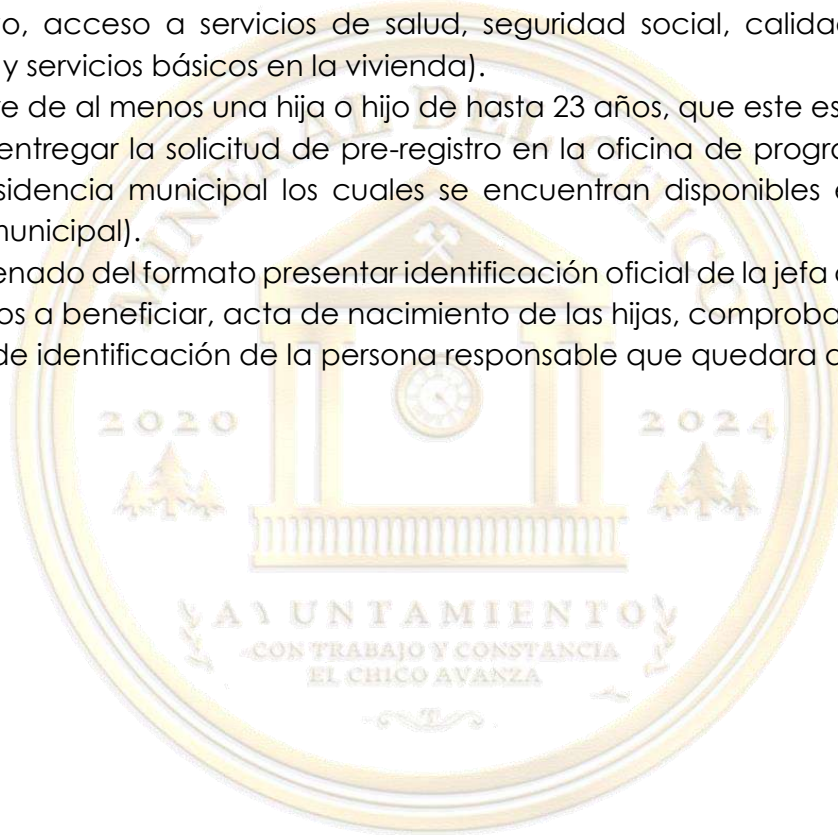 o, acceso a servicios de salud, seguridad social, calida
y servicios básicos en la vivienda).
e de al menos una hija o hijo de hasta 23 años, que este es
entregar la solicitud de pre-registro en la oficina de progr
sidencia municipal los cuales se encuentran disponibles
municipal).
enado del formato presentar identificación oficial de la jefa
os a beneficiar, acta de nacimiento de las hijas, comproba
de identificación de la persona responsable que quedara
MINERAL DEL CHICO
2020 2024
AYUNTAMIENTO
CON TRABAJO Y CONSTANCIA
EL CHICO AVANZA